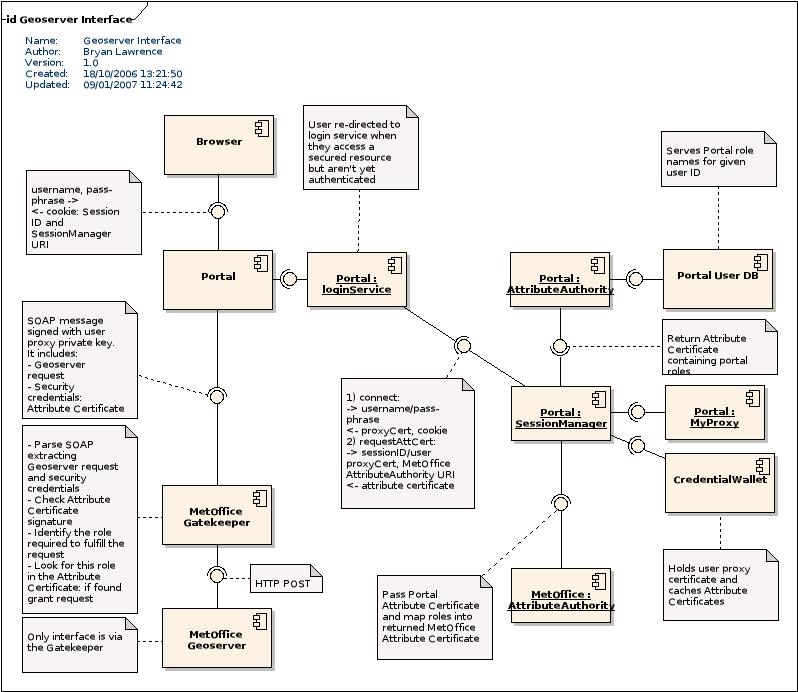 id Geoserver Interface
Name: Geoserver Interface
Author: Bryan Lawrence
Version: 1.0
Created: 18/10/2006 13:21:50
Updated: 09/01/2007 11:24:42
Browser
User re-directed to
login service when
they access a
secured resource
but aren't yet
authenticated
Serves Portal role
names for given
user ID
username, pass-
phrase ->
<- cookie: Session
ID and
SessionManager
URI
Portal
Portal :
loginService
Portal :
AttributeAuthority
Portal User DB
SOAP message
signed with user
proxy private key.
It includes:
- Geoserver
request
- Security
credentials:
Attribute Certificate
Return Attribute
Certificate
containing portal
roles
1) connect:
-> username/pass-
phrase
<- proxyCert, cookie
2) requestAttCert:
-> sessionID/user
proxyCert, MetOffice
AttributeAuthority URI
<- attribute certificate
Portal :
SessionManager
Portal :
MyProxy
CredentialWallet
- Parse SOAP
extracting
Geoserver request
and security
credentials
- Check Attribute
Certificate
signature
- Identify the role
required to fulfill the
request
- Look for this role
in the Attribute
Certificate: if found
grant request
MetOffice
Gatekeeper
HTTP POST
Pass Portal
Attribute Certificate
and map roles into
returned MetOffice
Attribute Certificate
MetOffice :
AttributeAuthority
Holds user proxy
certificate and
caches Attribute
Certificates
Only interface is via
the Gatekeeper
MetOffice
Geoserver